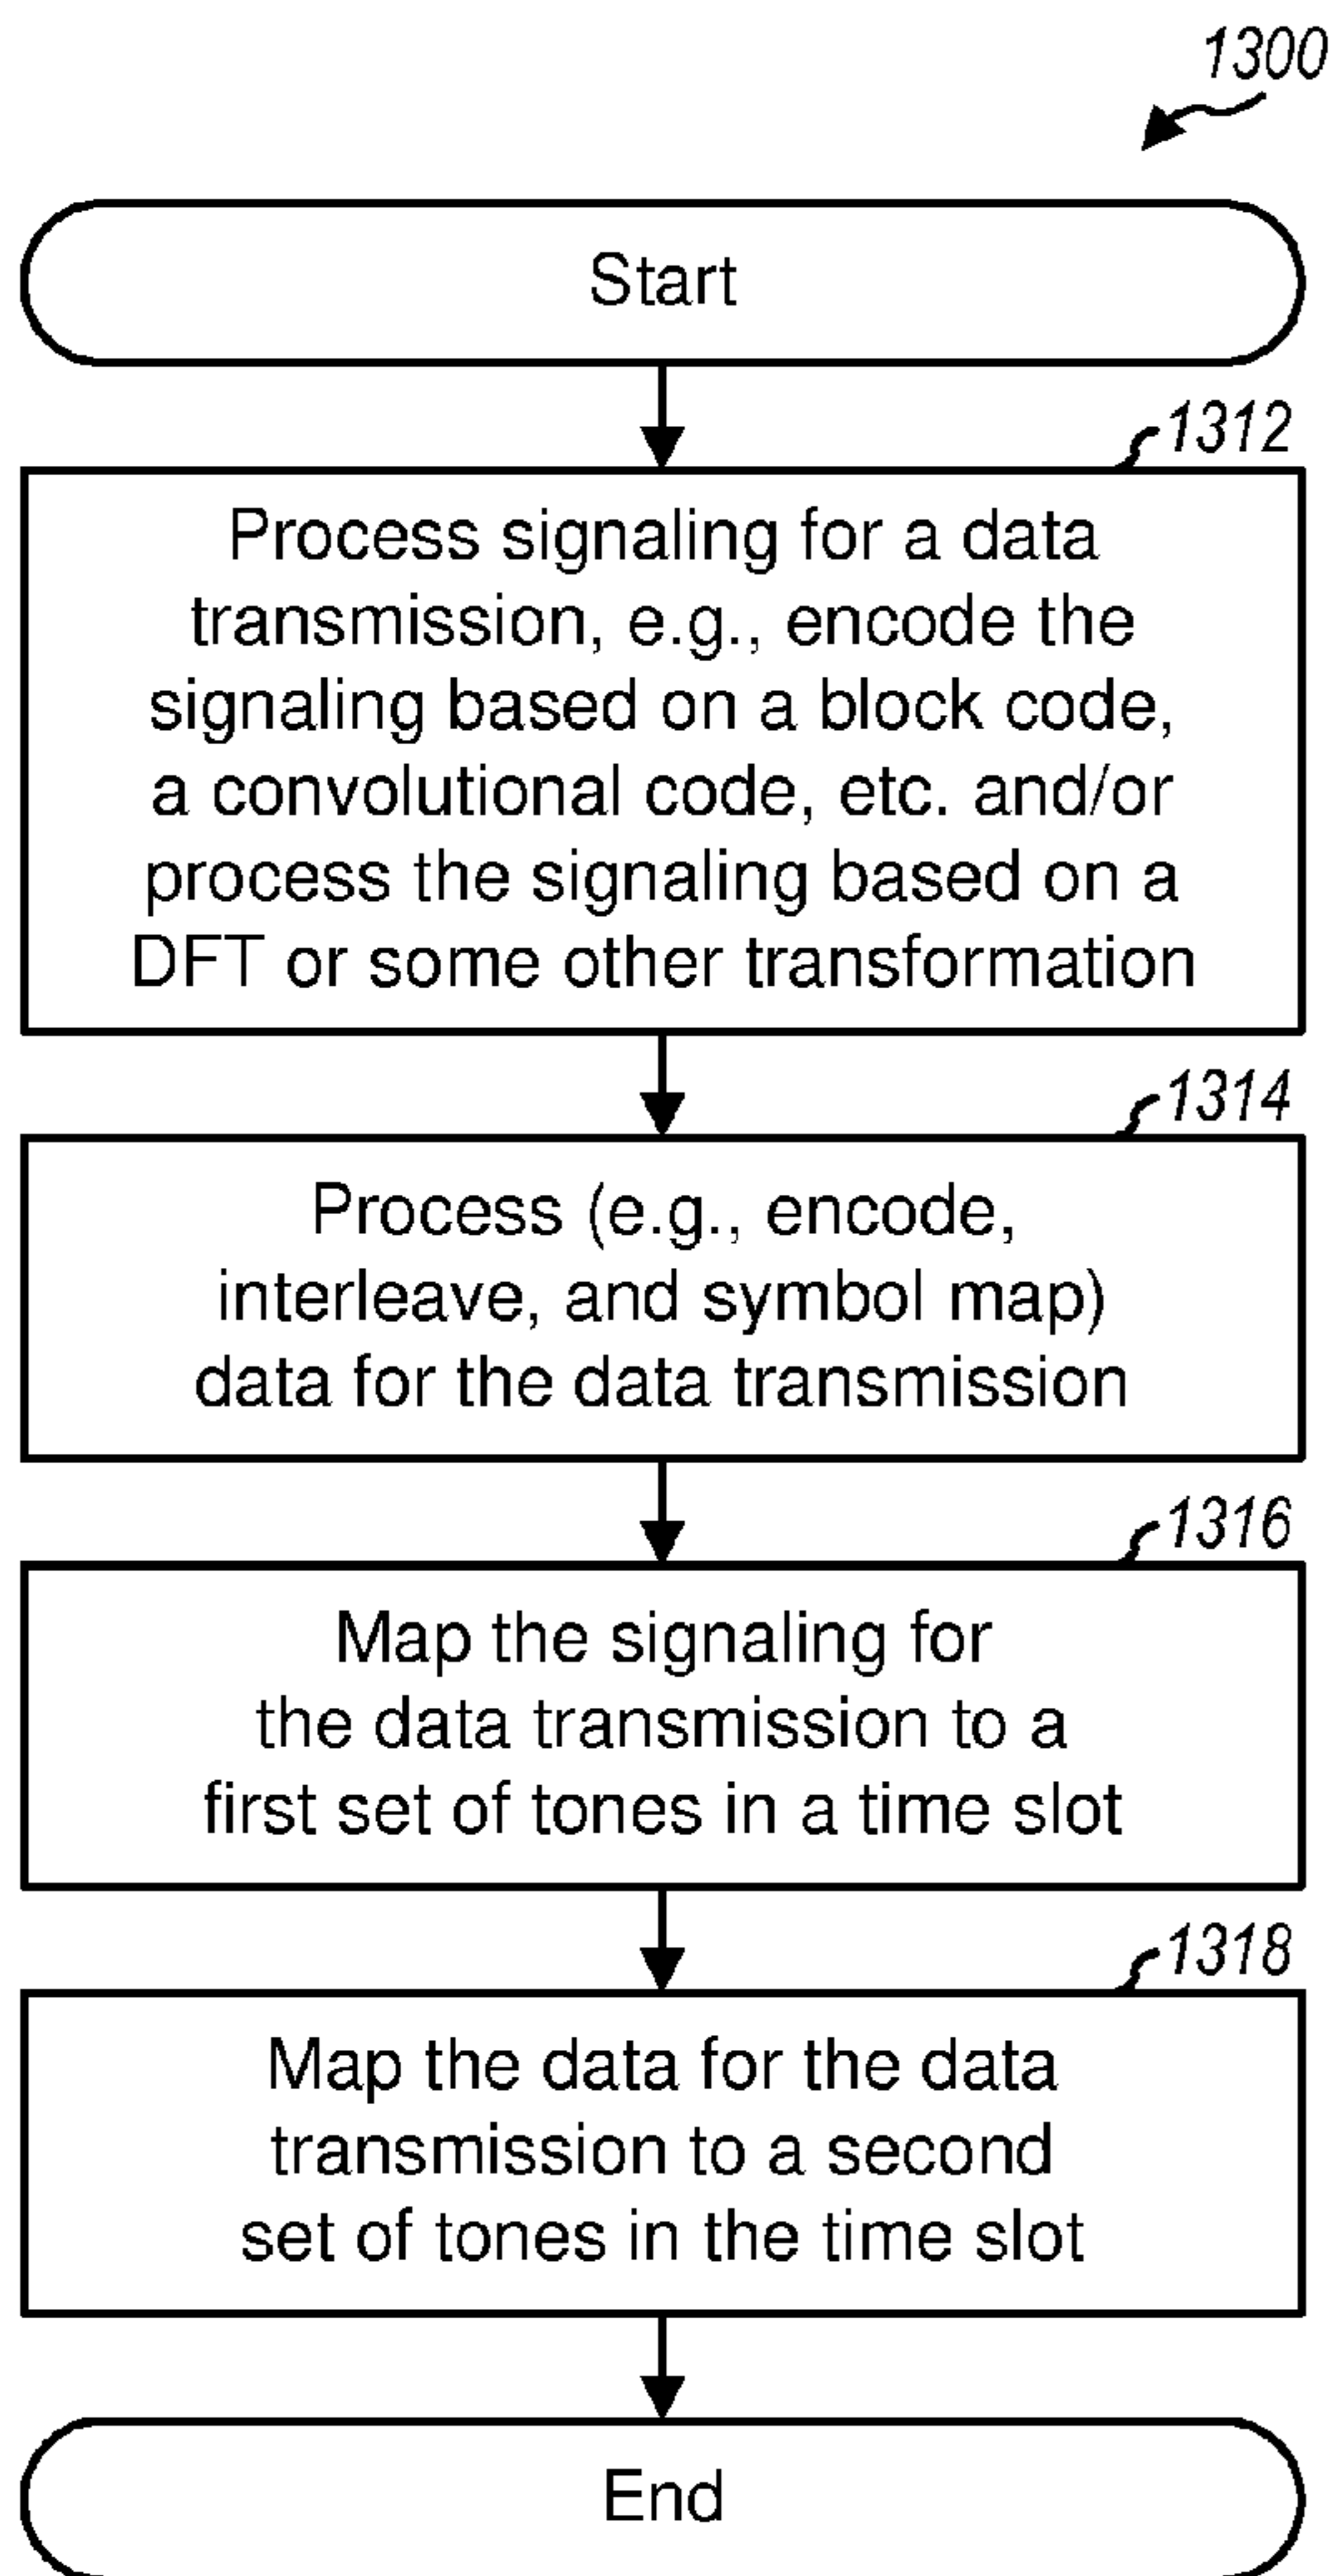 1300
Start
1312
Process signaling for a data
transmission, e.g., encode the
signaling based on a block code,
a convolutional code, etc. and/or
process the signaling based on a
DFT or some other transformation
1314
Process (e.g., encode,
interleave, and symbol map)
data for the data transmission
1316
Map the signaling for
the data transmission to a
first set of tones in a time slot
1318
Map the data for the data
transmission to a second
set of tones in the time slot
End